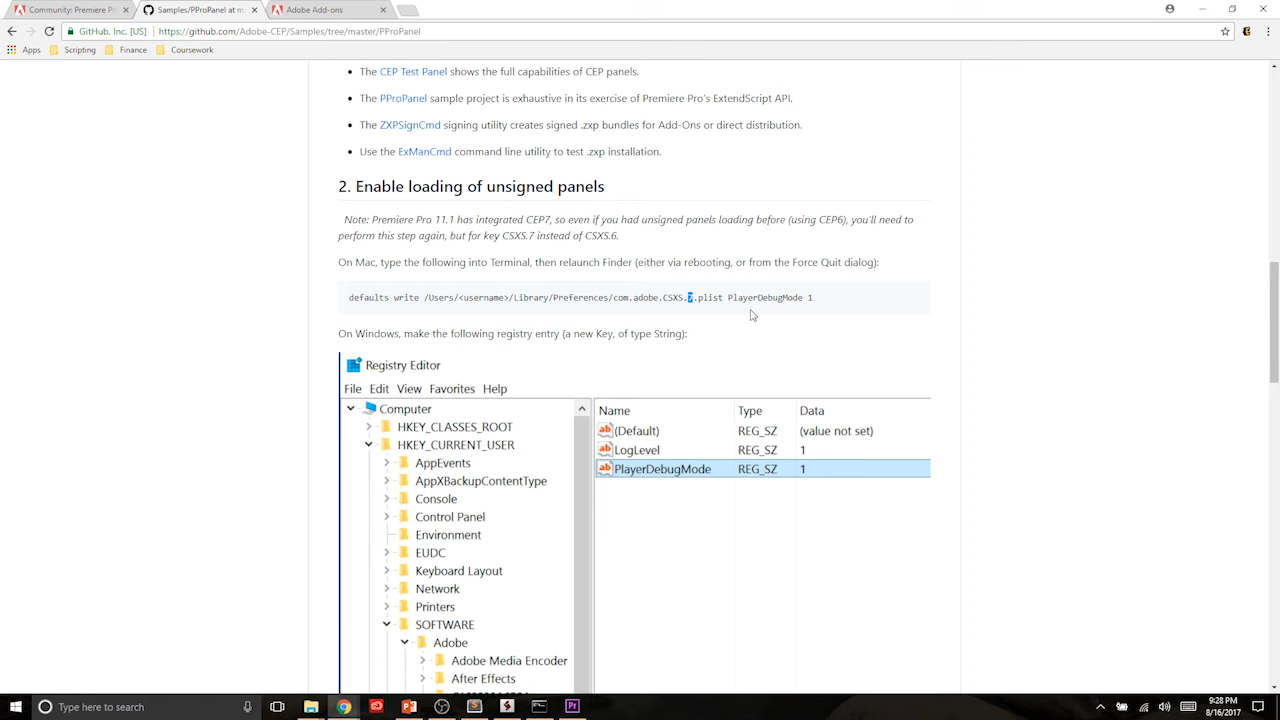 Community: Premiere P
Samples/PProPanel at m
Adobe Add-ons
GitHub, Inc. [US]
https://github.com/Adobe-CEP/Samples/tree/master/PProPanel
Apps
Scripting
Finance
Coursework
The CEP Test Panel shows the full capabilities of CEP panels.
The PProPanel sample project is exhaustive in its exercise of Premiere Pro's ExtendScript API.
The ZXPSignCmd signing utility creates signed .zxp bundles for Add-Ons or direct distribution.
Use the ExManCmd command line utility to test .zxp installation.
2. Enable loading of unsigned panels
Note: Premiere Pro 11.1 has integrated CEP7, so even if you had unsigned panels loading before (using CEP6), you'll need to
perform this step again, but for key CSXS.7 instead of CSXS.6.
On Mac, type the following into Terminal, then relaunch Finder (either via rebooting, or from the Force Quit dialog):
defaults write /Users/<username>/Library/Preferences/com.adobe.CSXS.7.plist PlayerDebugMode 1
On Windows, make the following registry entry (a new Key, of type String):
Registry Editor
File Edit View Favorites Help
Computer
HKEY_CLASSES_ROOT
HKEY_CURRENT_USER
AppEvents
AppXBackupContentType
Console
Control Panel
Environment
EUDC
Keyboard Layout
Network
Printers
SOFTWARE
Adobe
Adobe Media Encoder
After Effects
Name Type Data
(Default) REG_SZ (value not set)
LogLevel REG_SZ 1
PlayerDebugMode REG_SZ 1
Type here to search
Pr
9:28 PM
8/16/2017